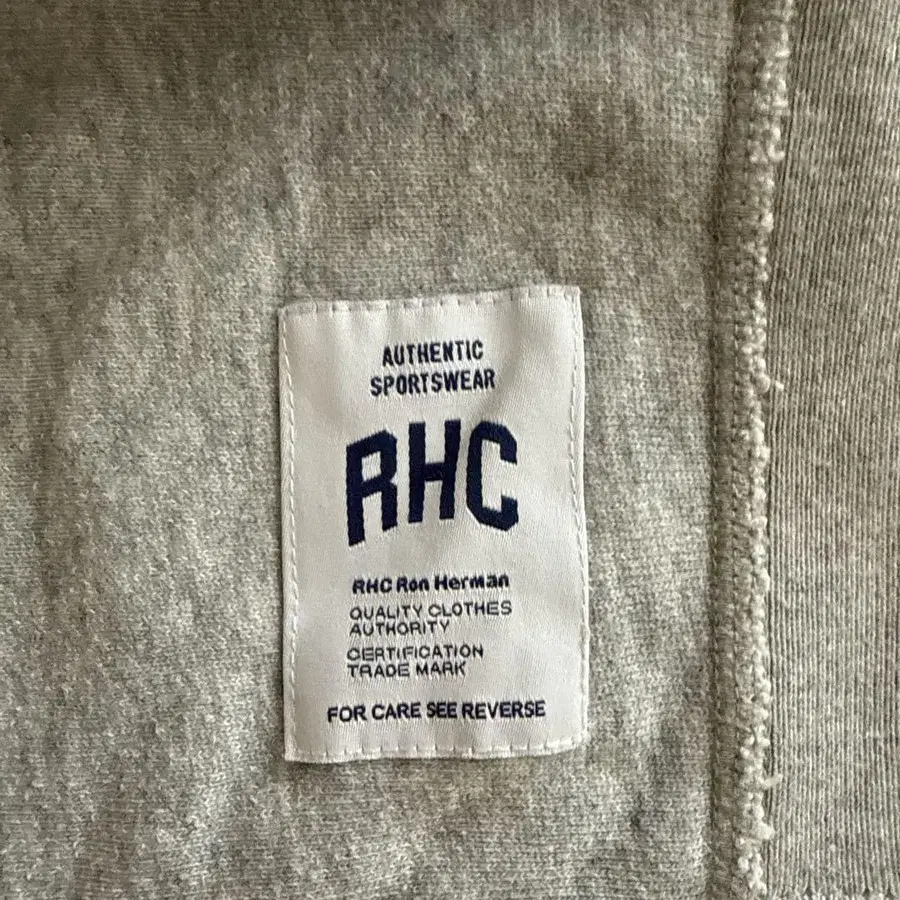 AUTHENTIC
SPORTSWEAR
RHC
RHC Ron Herman
QUALITY CLOTHES
AUTHORITY
CERTIFICATION
TRADE MARK
FOR CARE SEE REVERSE